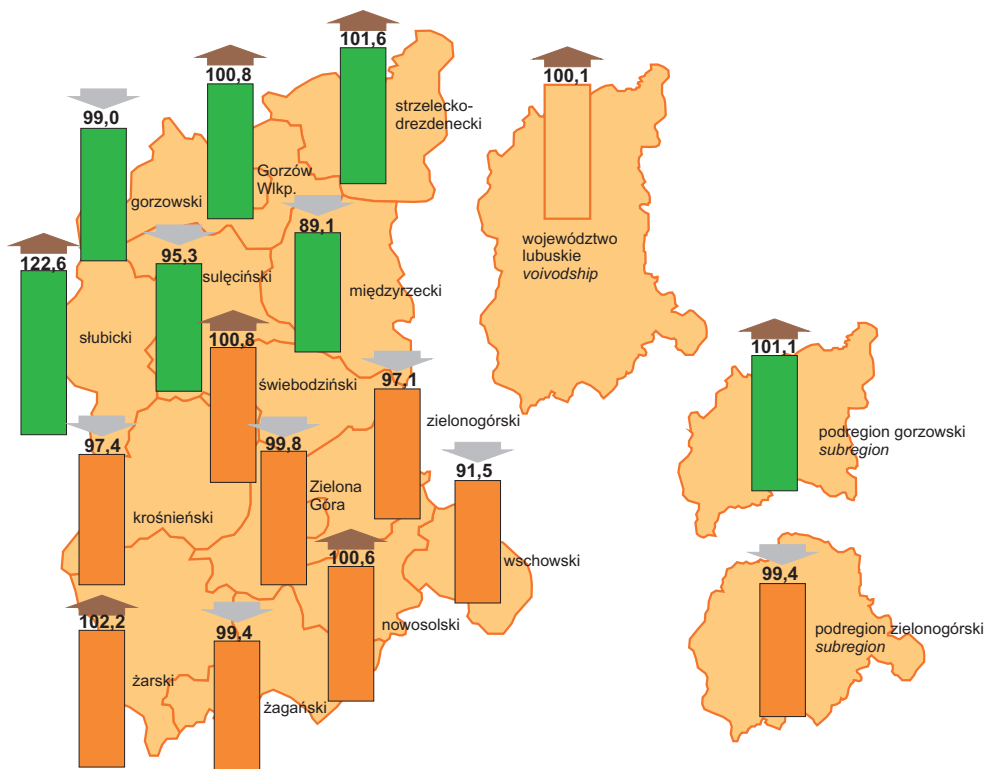 101,6
strzelecko-
drezdenecki
100,8
Gorzów
Wlkp.
99,0
gorzowski
100,1
województwo
lubuskie
voivodship
89,1
międzyrzecki
95,3
sulęciński
122,6
słubicki
100,8
świebodziński
97,1
zielonogórski
101,1
podregion gorzowski
subregion
97,4
krośnieński
99,8
Zielona
Góra
91,5
wschowski
100,6
nowosolski
99,4
podregion zielonogórski
subregion
102,2
żarski
99,4
żagański